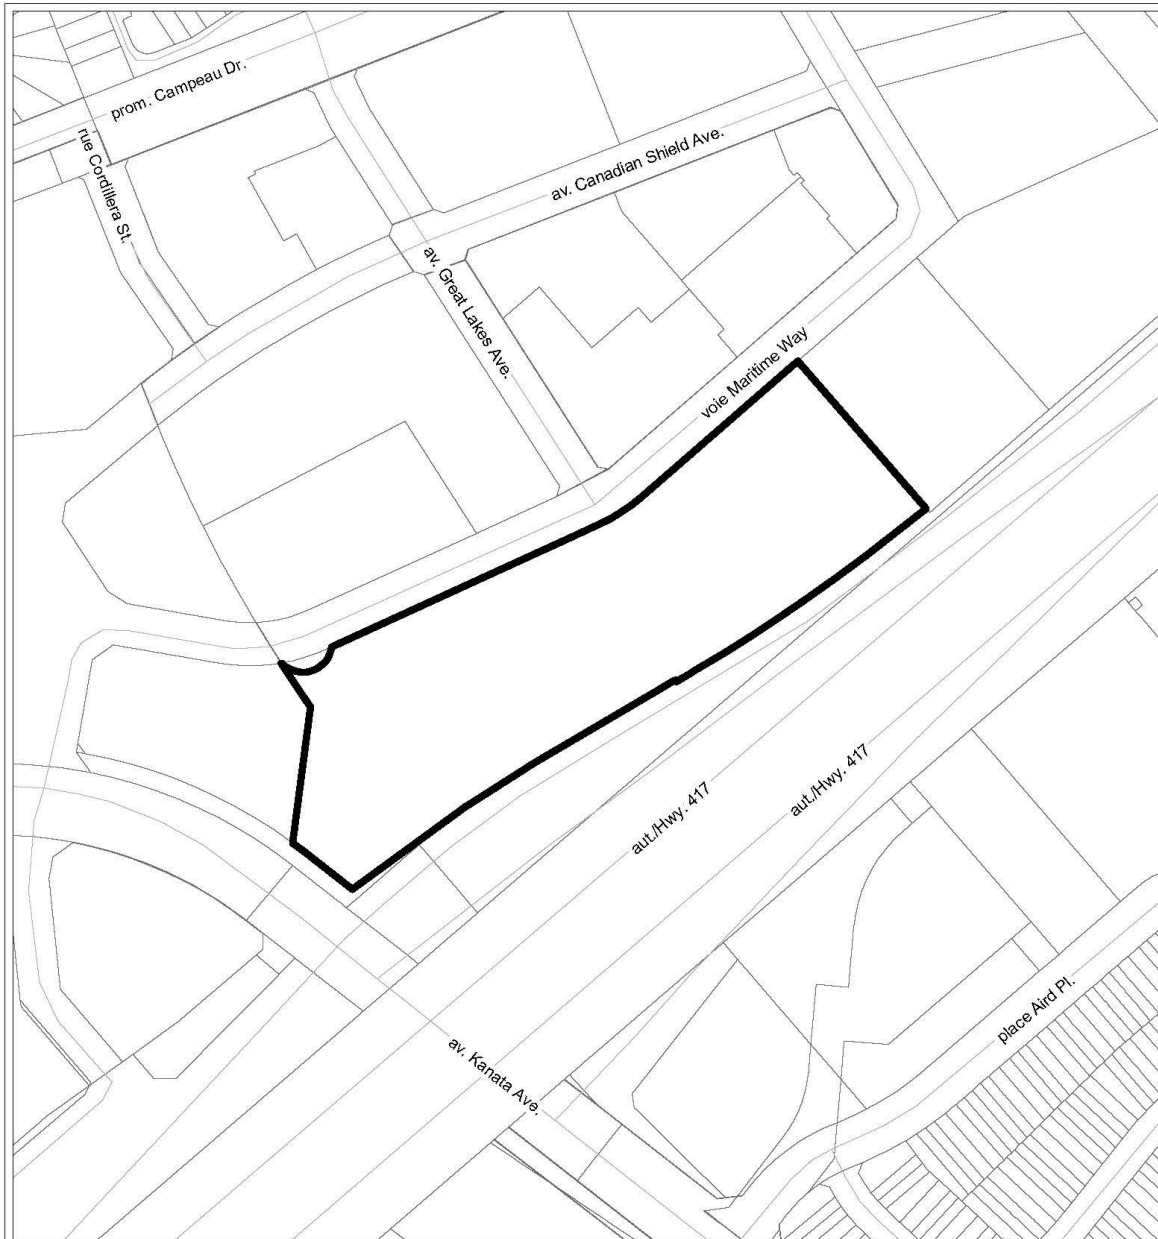 prom. Campeau Dr.
rue Cordillera St.
av. Canadian Shield Ave.
av. Great Lakes Ave.
voie Maritime Way
aut./Hwy. 417
aut./Hwy. 417
place Aird Pl.
av. Kanata Ave.